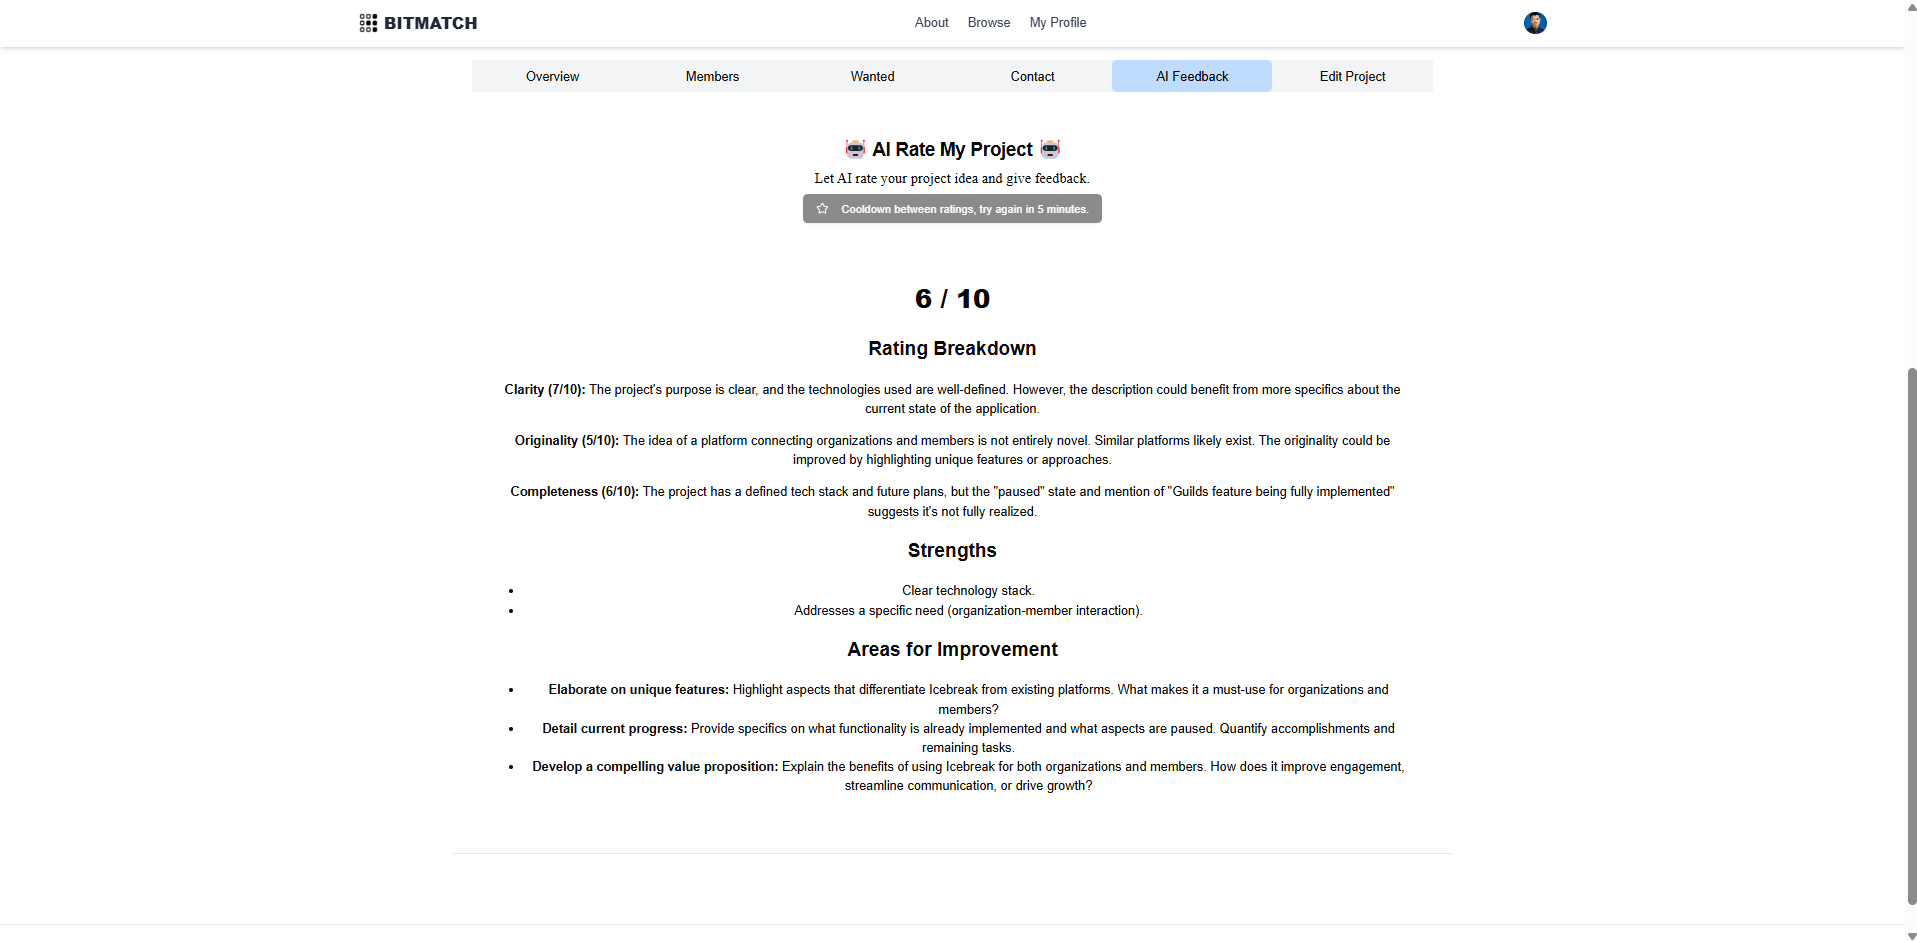 BITMATCH
About Browse My Profile
Overview Members Wanted Contact AI Feedback Edit Project
AI Rate My Project
Let AI rate your project idea and give feedback.
Cooldown between ratings, try again in 5 minutes.
6 / 10
Rating Breakdown
Clarity (7/10): The project's purpose is clear, and the technologies used are well-defined. However, the description could benefit from more specifics about the
current state of the application.
Originality (5/10): The idea of a platform connecting organizations and members is not entirely novel. Similar platforms likely exist. The originality could be
improved by highlighting unique features or approaches.
Completeness (6/10): The project has a defined tech stack and future plans, but the "paused" state and mention of "Guilds feature being fully implemented"
suggests it's not fully realized.
Strengths
• Clear technology stack.
• Addresses a specific need (organization-member interaction).
Areas for Improvement
• Elaborate on unique features: Highlight aspects that differentiate Icebreak from existing platforms. What makes it a must-use for organizations and
members?
• Detail current progress: Provide specifics on what functionality is already implemented and what aspects are paused. Quantify accomplishments and
remaining tasks.
• Develop a compelling value proposition: Explain the benefits of using Icebreak for both organizations and members. How does it improve engagement,
streamline communication, or drive growth?